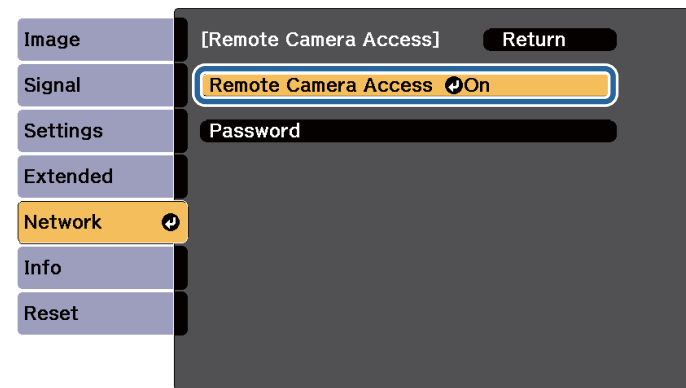 Image
Signal
Settings
Extended
Network
Info
Reset
[Remote Camera Access] Return
Remote Camera Access On
Password